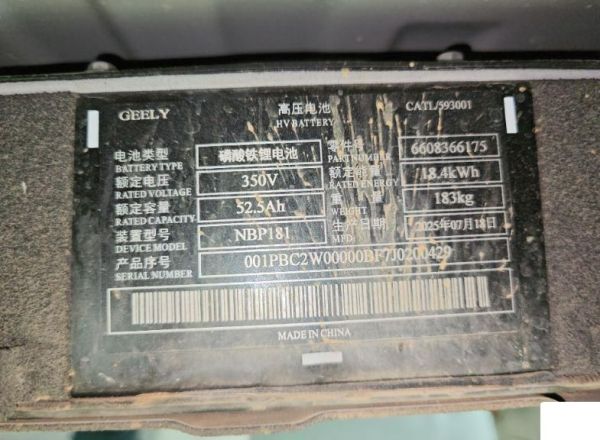 GEELY
高压电池
HV BATTERY
CATL/593001
电池类型 磷酸铁锂电池 零件号 6608366175
BATTERY TYPE PARTNUMBER
额定电压 350V 额定能量 18.4kWh
RATED VOLTAGE RATED ENERGY
额定容量 52.5Ah 重量 183kg
RATED CAPACITY WEIGHT
装置型号 NBP181 生产日期 2025年07月18日
DEVICE MODEL MFD:
产品序号 001PBC2W00000BF7J0200429
SERIAL NUMBER
MADE IN CHINA